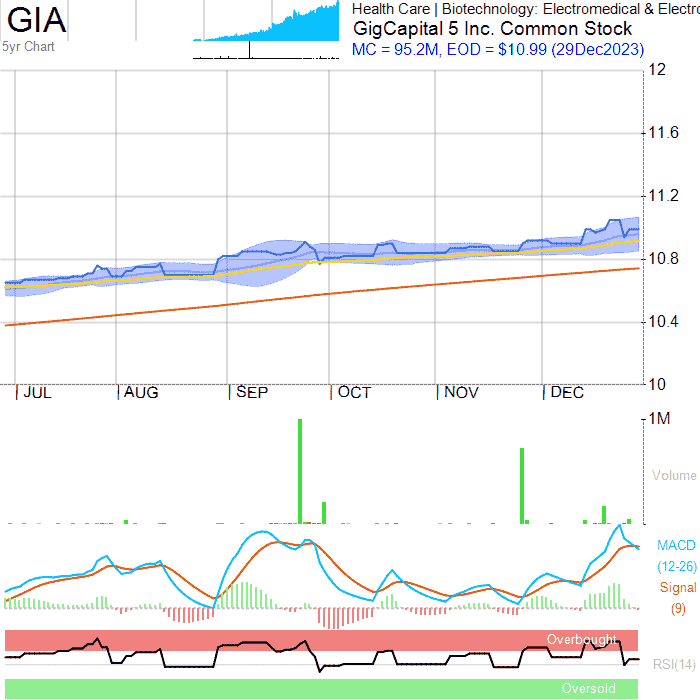 GIA
5yr Chart
Health Care | Biotechnology: Electromedical & Electro
GigCapital 5 Inc. Common Stock
MC = 95.2M, EOD = $10.99 (29Dec2023)
12
11.6
11.2
10.8
10.4
10
JUL AUG SEP OCT NOV DEC
1M
Volume
MACD
(12-26)
Signal
(9)
Overbought
RSI(14)
Oversold